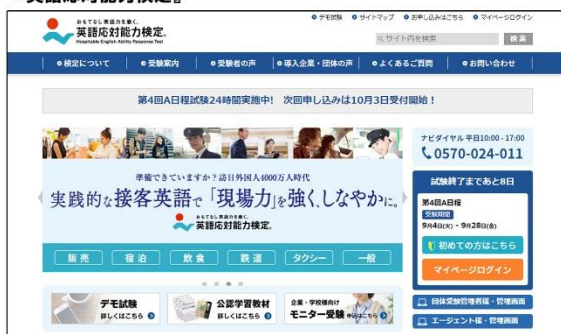 英語応対能力検定』
デモ試験 サイトマップ お申し込みはこちら マイページログイン
おもてなし英語力を磨く。
英語応対能力検定。
Hospitable English Ability Response Test
サイト内を検索 検索
検定について 受験案内 受験者の声 導入企業・団体の声 よくあるご質問 お問い合わせ
第4回A日程試験24時間実施中! 次回申し込みは10月3日受付開始！
ナビダイヤル 平日10:00 - 17:00
0570-024-011
準備できていますか？訪日外国人4000万人時代
実践的な接客英語で「現場力」を強く、しなやかに。
おもてなし英語力を磨く。
英語応対能力検定。
販売 宿泊 飲食 鉄道 タクシー 一般
試験終了まであと8日
第4回A日程
受験期間
9月4日(火) - 9月28日(金)
初めての方はこちら
マイページログイン
デモ試験
詳しくはこちら
公認学習教材
詳しくはこちら
企業・学校様向け
モニター受験 申込はこちら
団体受験管理者様・管理画面
エージェント様・管理画面